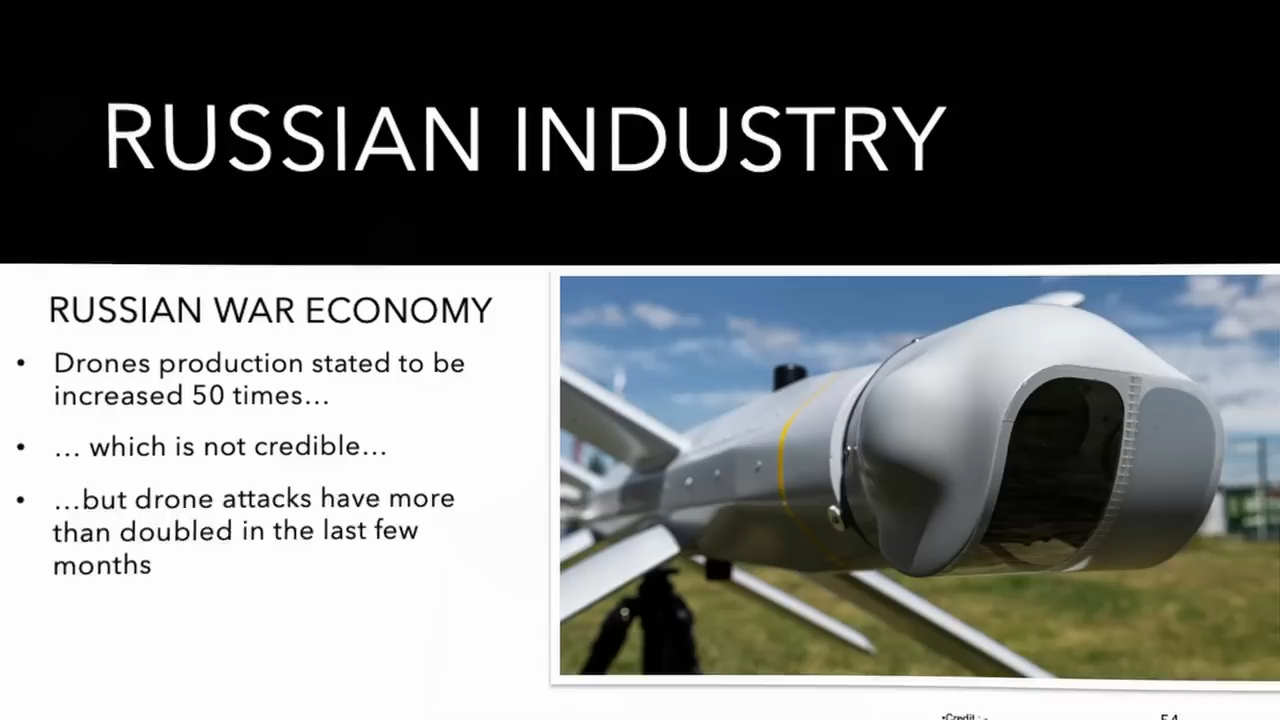 RUSSIAN INDUSTRY
RUSSIAN WAR ECONOMY
• Drones production stated to be
increased 50 times…
• … which is not credible…
• …but drone attacks have more
than doubled in the last few
months
•Credit :